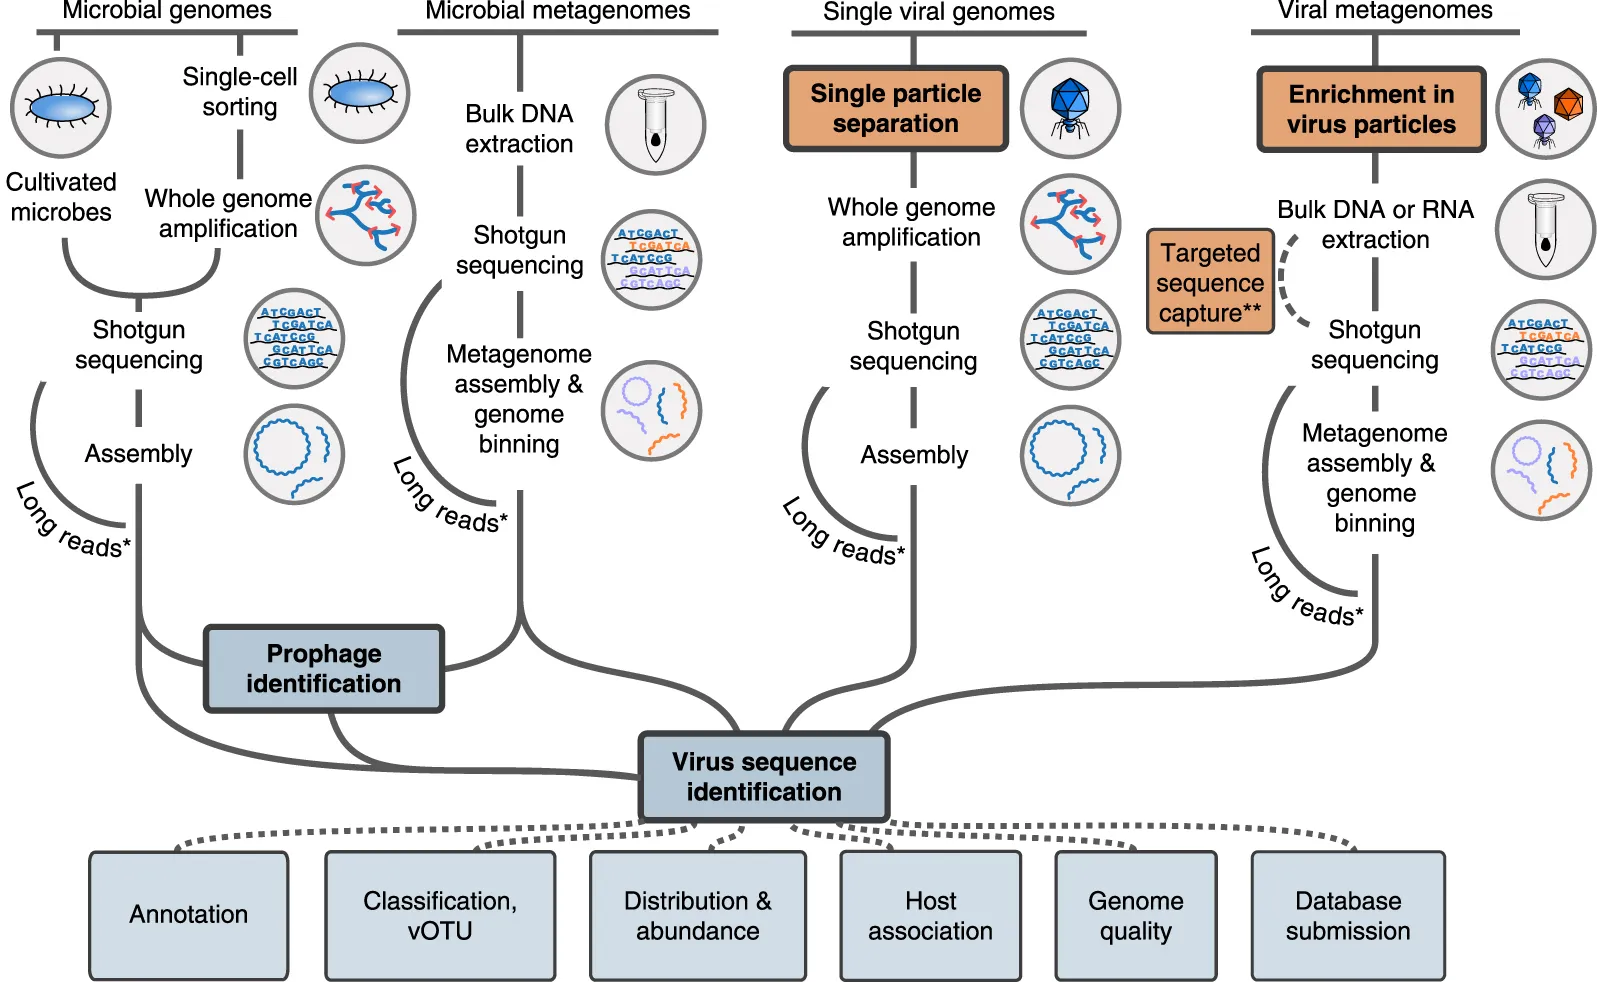 Microbial genomes
Cultivated
microbes
Single-cell
sorting
Whole genome
amplification
Shotgun
sequencing
ATCGACT
TCGATCA
TCATCCG
GCATTCA
CGTCAGC
Assembly
Long reads*
Microbial metagenomes
Bulk DNA
extraction
Shotgun
sequencing
ATCGACT
TCGATCA
TCATCCG
GCATTCA
CGTCAGC
Metagenome
assembly &
genome
binning
Long reads*
Single viral genomes
Single particle
separation
Whole genome
amplification
Shotgun
sequencing
ATCGACT
TCGATCA
TCATCCG
GCATTCA
CGTCAGC
Assembly
Long reads*
Viral metagenomes
Enrichment in
virus particles
Bulk DNA or RNA
extraction
Targeted
sequence
capture**
Shotgun
sequencing
ATCGACT
TCGATCA
TCATCCG
GCATTCA
CGTCAGC
Metagenome
assembly &
genome
binning
Long reads*
Prophage
identification
Virus sequence
identification
Annotation
Classification,
vOTU
Distribution &
abundance
Host
association
Genome
quality
Database
submission